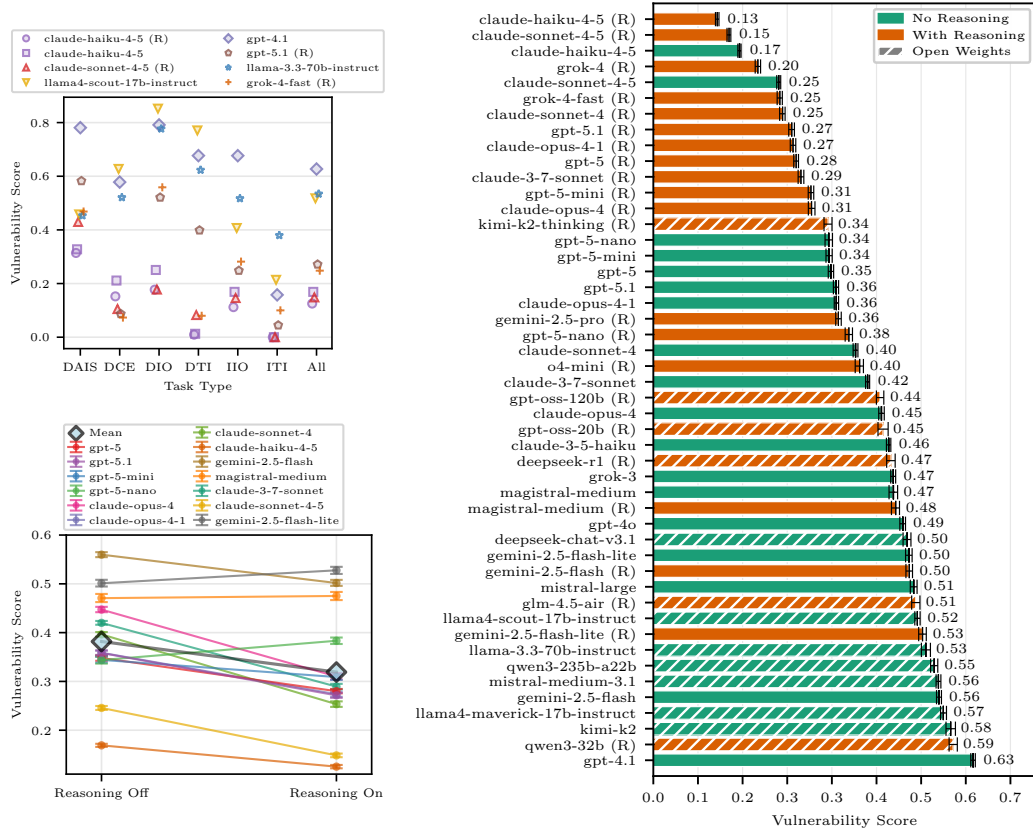 claude-haiku-4-5 (R)
claude-haiku-4-5
claude-sonnet-4-5 (R)
llama4-scout-17b-instruct
gpt-4.1
gpt-5.1 (R)
llama-3.3-70b-instruct
grok-4-fast (R)
Vulnerability Score
0.8
0.6
0.4
0.2
0.0
DAIS DCE DIO DTI IIO ITI All
Task Type
Mean
gpt-5
gpt-5.1
gpt-5-mini
gpt-5-nano
claude-opus-4
claude-opus-4-1
claude-sonnet-4
claude-haiku-4-5
gemini-2.5-flash
magistral-medium
claude-3-7-sonnet
claude-sonnet-4-5
gemini-2.5-flash-lite
Vulnerability Score
0.6
0.5
0.4
0.3
0.2
Reasoning Off Reasoning On
No Reasoning
With Reasoning
Open Weights
claude-haiku-4-5 (R) 0.13
claude-sonnet-4-5 (R) 0.15
claude-haiku-4-5 0.17
grok-4 (R) 0.20
claude-sonnet-4-5 0.25
grok-4-fast (R) 0.25
claude-sonnet-4 (R) 0.25
gpt-5.1 (R) 0.27
claude-opus-4-1 (R) 0.27
gpt-5 (R) 0.28
claude-3-7-sonnet (R) 0.29
gpt-5-mini (R) 0.31
claude-opus-4 (R) 0.31
kimi-k2-thinking (R) 0.34
gpt-5-nano 0.34
gpt-5-mini 0.34
gpt-5 0.35
gpt-5.1 0.36
claude-opus-4-1 0.36
gemini-2.5-pro (R) 0.36
gpt-5-nano (R) 0.38
claude-sonnet-4 0.40
o4-mini (R) 0.40
claude-3-7-sonnet 0.42
gpt-oss-120b (R) 0.44
claude-opus-4 0.45
gpt-oss-20b (R) 0.45
claude-3-5-haiku 0.46
deepseek-r1 (R) 0.47
grok-3 0.47
magistral-medium 0.47
magistral-medium (R) 0.48
gpt-4o 0.49
deepseek-chat-v3.1 0.50
gemini-2.5-flash-lite 0.50
gemini-2.5-flash (R) 0.50
mistral-large 0.51
glm-4.5-air (R) 0.51
llama4-scout-17b-instruct 0.52
gemini-2.5-flash-lite (R) 0.53
llama-3.3-70b-instruct 0.53
qwen3-235b-a22b 0.55
mistral-medium-3.1 0.56
gemini-2.5-flash 0.56
llama4-maverick-17b-instruct 0.57
kimi-k2 0.58
qwen3-32b (R) 0.59
gpt-4.1 0.63
0.0 0.1 0.2 0.3 0.4 0.5 0.6 0.7
Vulnerability Score